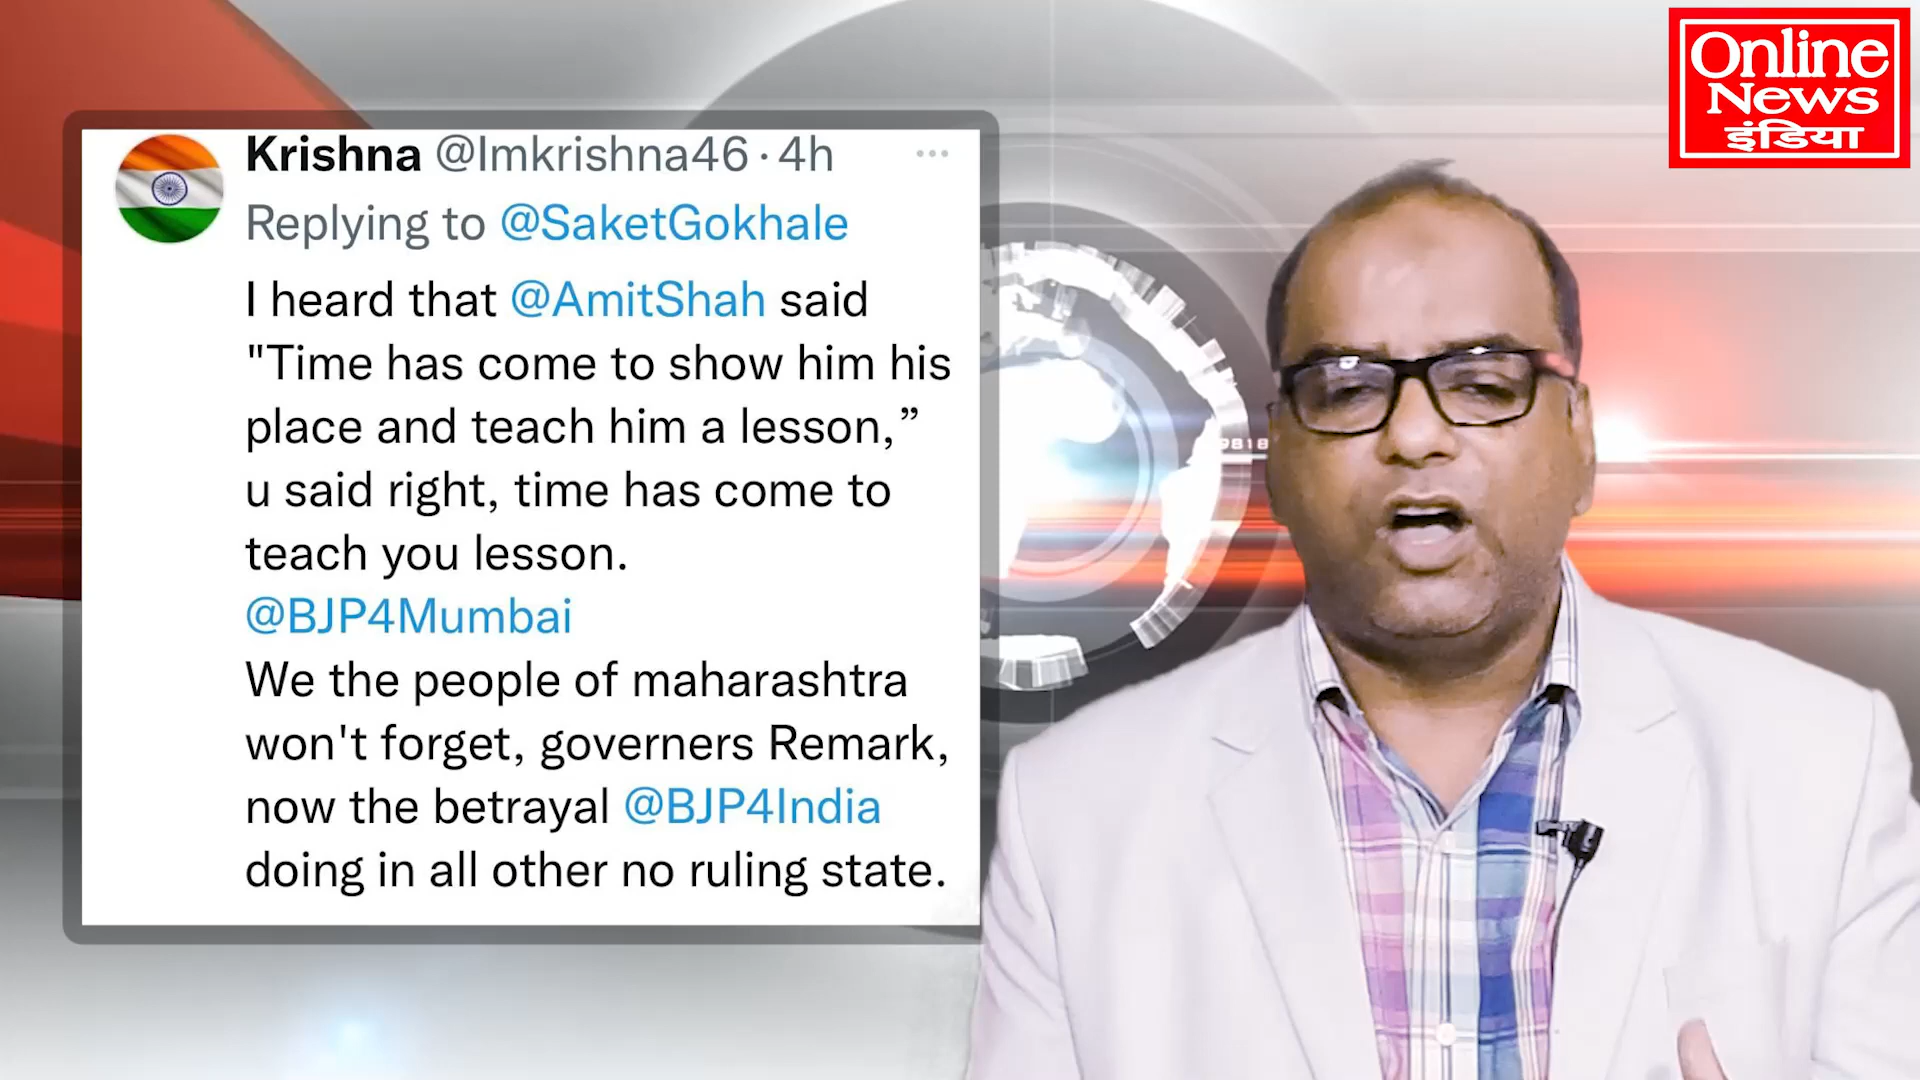 Krishna @Imkrishna46 · 4h
Replying to @SaketGokhale
I heard that @AmitShah said
"Time has come to show him his
place and teach him a lesson,”
u said right, time has come to
teach you lesson.
@BJP4Mumbai
We the people of maharashtra
won't forget, governers Remark,
now the betrayal @BJP4India
doing in all other no ruling state.
Online
News
इंडिया
9818